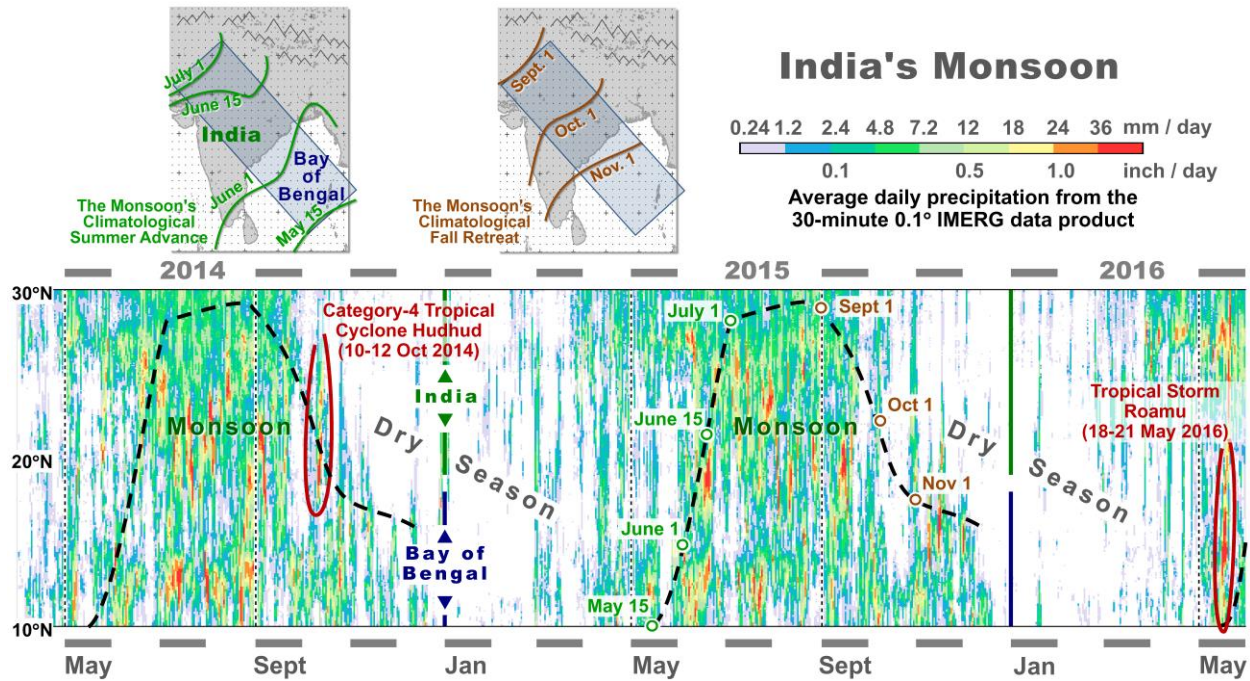 India's Monsoon
July 1
June 15
India
Bay
of
Bengal
June 1
May 15
The Monsoon's
Climatological
Summer Advance
Sept. 1
Oct. 1
Nov. 1
The Monsoon's
Climatological
Fall Retreat
0.24 1.2 2.4 4.8 7.2 12 18 24 36 mm / day
0.1 0.5 1.0 inch / day
Average daily precipitation from the
30-minute 0.1° IMERG data product
2014 2015 2016
30°N
20°N
10°N
Category-4 Tropical
Cyclone Hudhud
(10-12 Oct 2014)
Monsoon
India
Dry
Season
Bay of
Bengal
July 1
Sept 1
June 15
Monsoon
Oct 1
June 1
Nov 1
May 15
Dry
Season
Tropical Storm
Roamu
(18-21 May 2016)
May Sept Jan May Sept Jan May